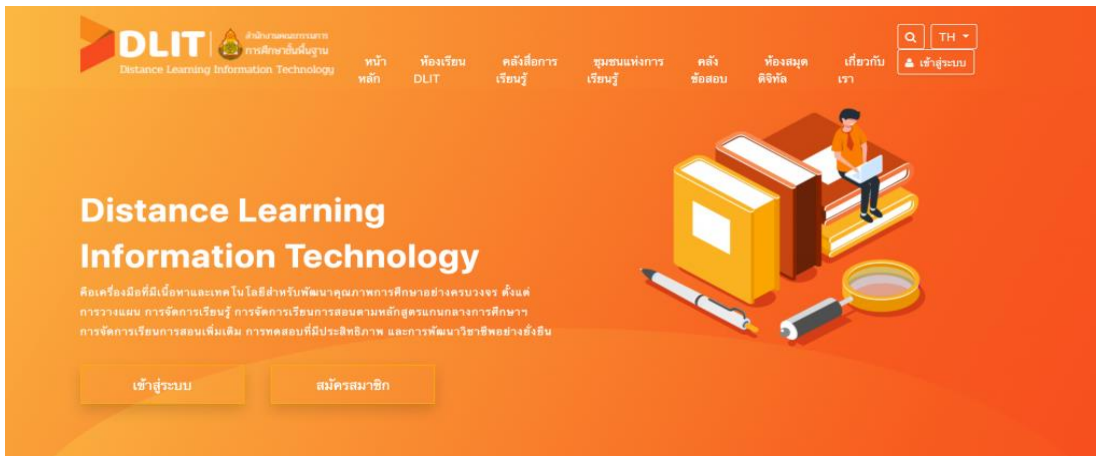 DLIT
สำนักงานคณะกรรมการ
การศึกษาขั้นพื้นฐาน
Distance Learning Information Technology
หน้า
หลัก
ห้องเรียน
DLIT
คลังสื่อการ
เรียนรู้
ชุมชนแห่งการ
เรียนรู้
คลัง
ข้อสอบ
ห้องสมุด
ดิจิทัล
เกี่ยวกับ
เรา
TH
เข้าสู่ระบบ
Distance Learning
Information Technology
คือเครื่องมือที่มีเนื้อหาและเทคโนโลยีสำหรับพัฒนาคุณภาพการศึกษาอย่างครบวงจร ตั้งแต่
การวางแผน การจัดการเรียนรู้ การจัดการเรียนการสอนตามหลักสูตรแกนกลางการศึกษาฯ
การจัดการเรียนการสอนเพิ่มเติม การทดสอบที่มีประสิทธิภาพ และการพัฒนาวิชาชีพอย่างยั่งยืน
เข้าสู่ระบบ
สมัครสมาชิก